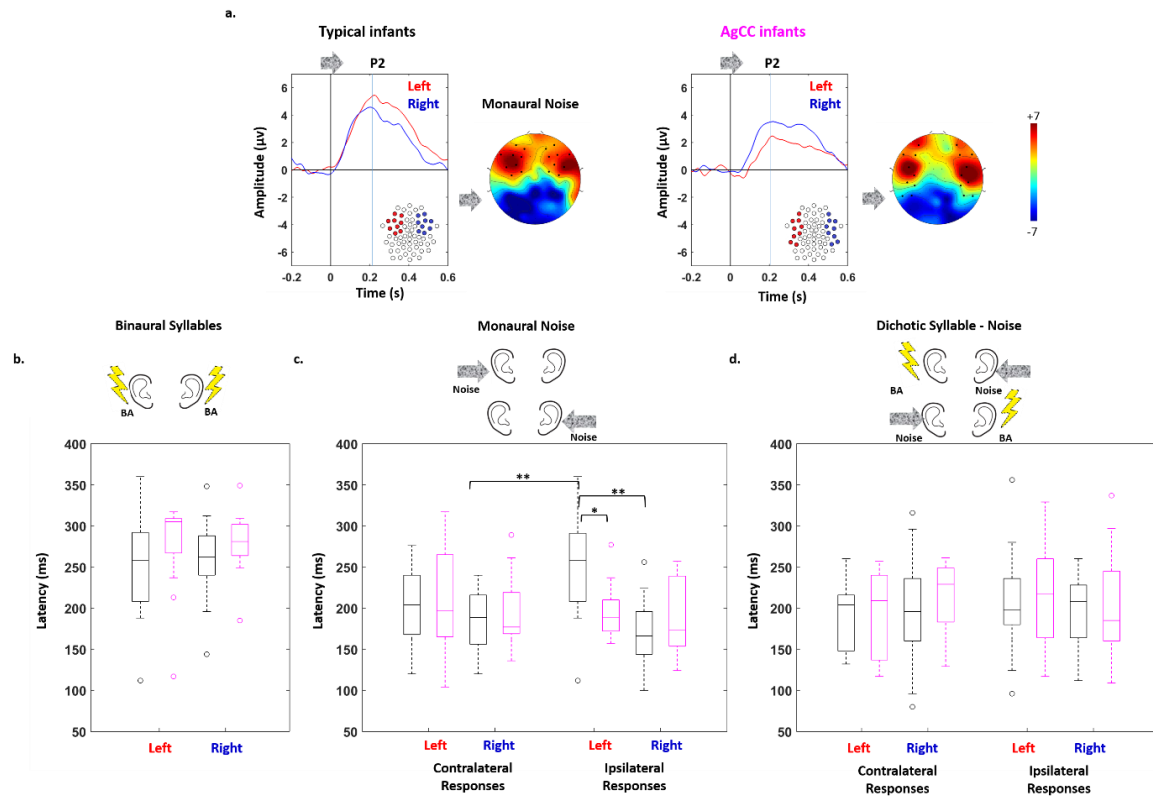 a.
Typical infants
AgCC infants
P2
P2
Left
Right
Left
Right
Monaural Noise
+7
-7
Amplitude (μv)
6
4
2
0
-2
-4
-6
-0.2 0 0.2 0.4 0.6
Time (s)
Amplitude (μv)
6
4
2
0
-2
-4
-6
-0.2 0 0.2 0.4 0.6
Time (s)
Binaural Syllables
b.
BA
BA
Latency (ms)
400
350
300
250
200
150
100
50
Left
Right
Monaural Noise
c.
Noise
Noise
**
**
*
Latency (ms)
400
350
300
250
200
150
100
50
Left
Right
Left
Right
Contralateral
Responses
Ipsilateral
Responses
Dichotic Syllable - Noise
d.
BA
Noise
Noise
BA
Latency (ms)
400
350
300
250
200
150
100
50
Left
Right
Left
Right
Contralateral
Responses
Ipsilateral
Responses